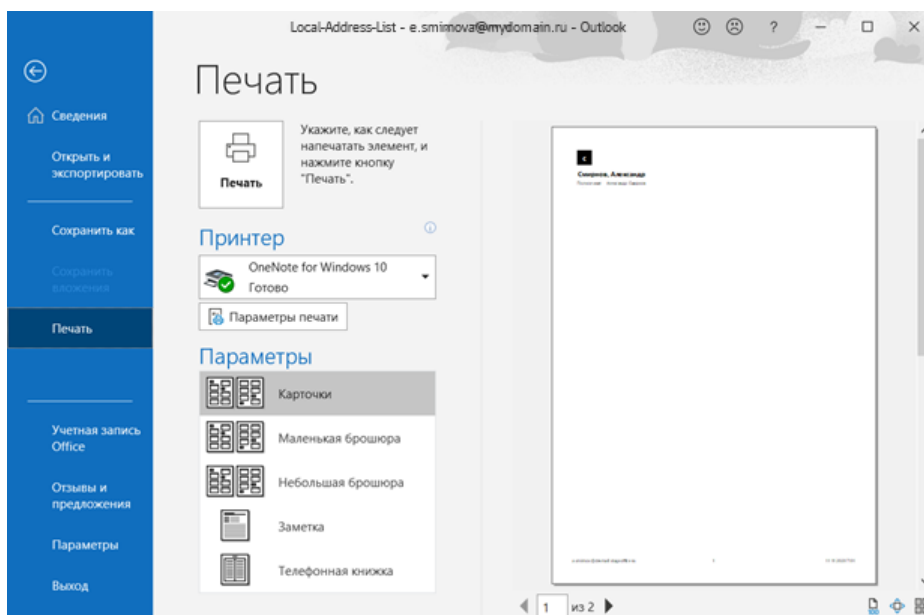 Local-Address-List - e.smirnova@mydomain.ru - Outlook
?
Сведения
Открыть и
экспортировать
Сохранить как
Сохранить
вложения
Печать
Учетная запись
Office
Отзывы и
предложения
Параметры
Выход
Печать
Печать
Укажите, как следует
напечатать элемент, и
нажмите кнопку
"Печать".
Принтер
OneNote for Windows 10
Готово
Параметры печати
Параметры
Карточки
Маленькая брошюра
Небольшая брошюра
Заметка
Телефонная книжка
с
Смирнов, Александр
1 из 2